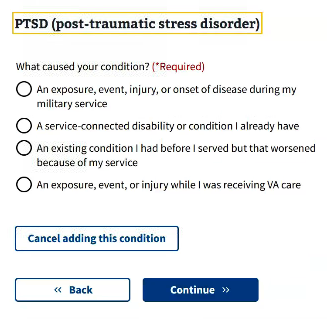 PTSD (post-traumatic stress disorder)
What caused your condition? (*Required)
An exposure, event, injury, or onset of disease during my
military service
A service-connected disability or condition I already have
An existing condition I had before I served but that worsened
because of my service
An exposure, event, or injury while I was receiving VA care
Cancel adding this condition
« Back
Continue »